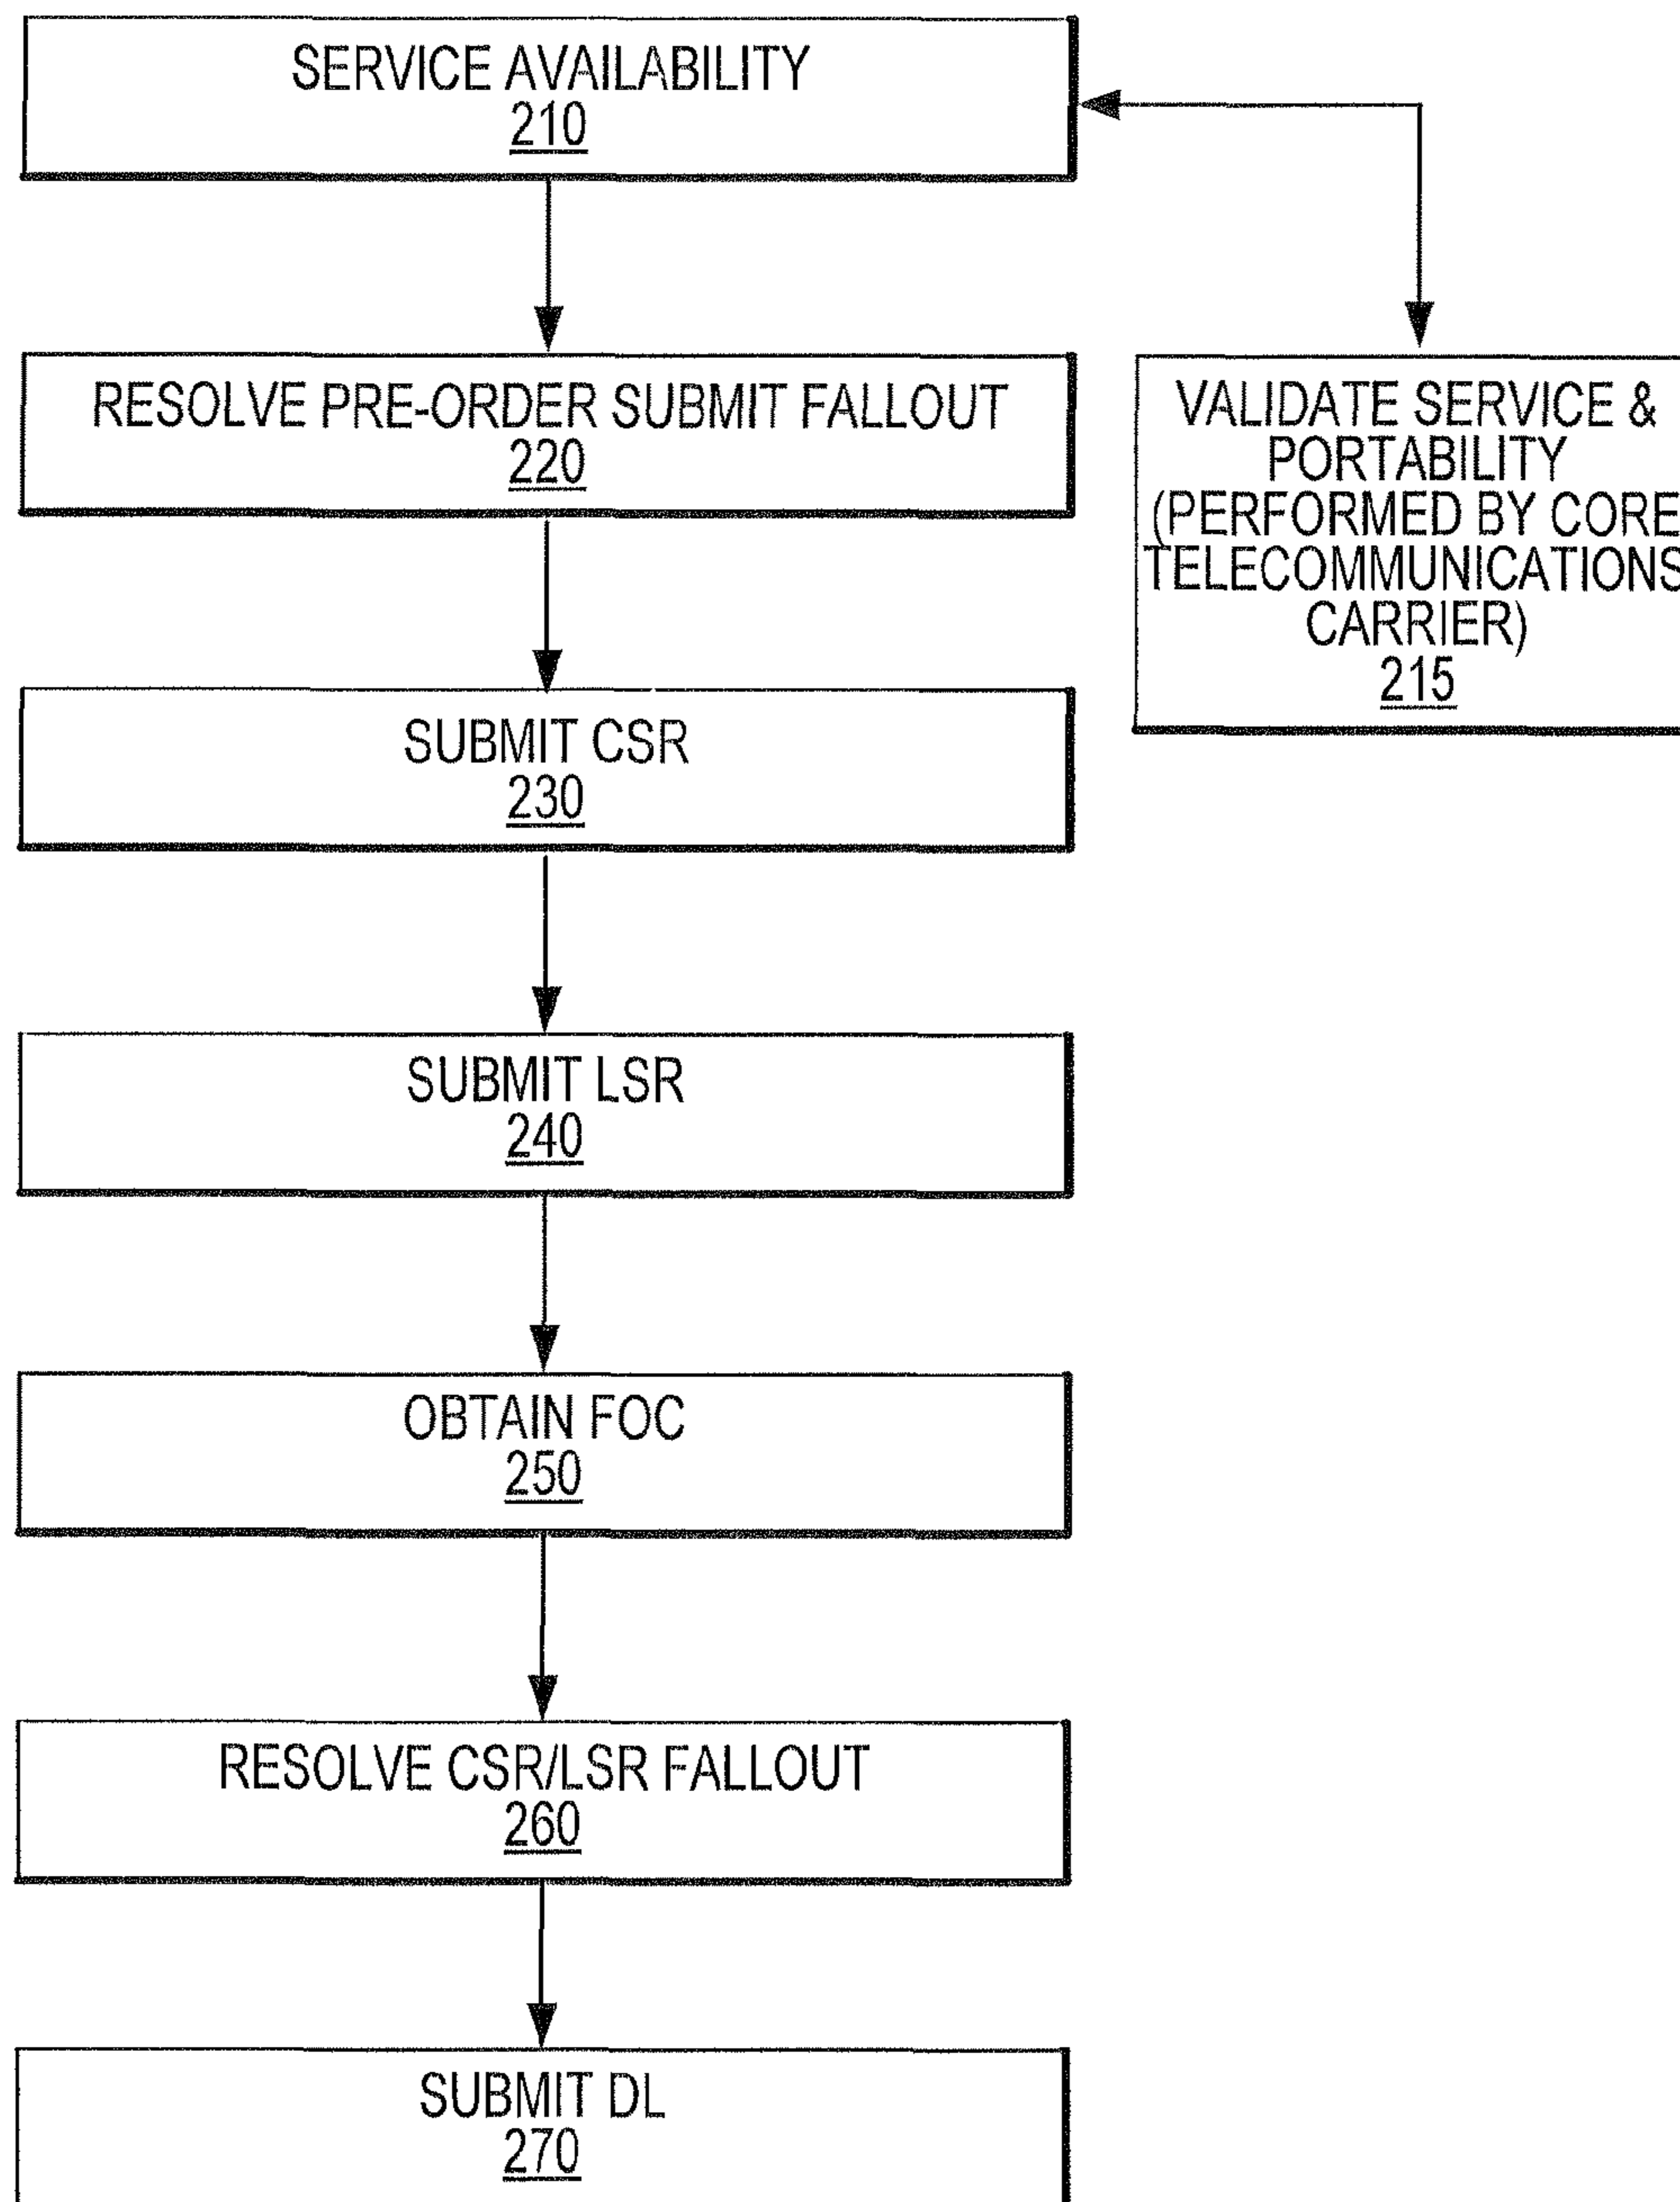 SERVICE AVAILABILITY
210
RESOLVE PRE-ORDER SUBMIT FALLOUT
220
VALIDATE SERVICE &
PORTABILITY
(PERFORMED BY CORE
TELECOMMUNICATIONS
CARRIER)
215
SUBMIT CSR
230
SUBMIT LSR
240
OBTAIN FOC
250
RESOLVE CSR/LSR FALLOUT
260
SUBMIT DL
270